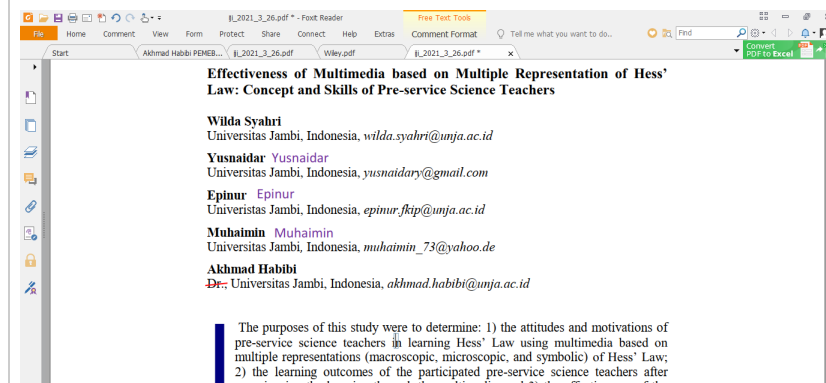 iji_2021_3_26.pdf * - Foxit Reader
Free Text Tools
File Home Comment View Form Protect Share Connect Help Extras Comment Format Tell me what you want to do.. Find
Start Akhmad Habibi PEMEB... iji_2021_3_26.pdf Wiley.pdf iji_2021_3_26.pdf *
Convert
PDF to Excel
Effectiveness of Multimedia based on Multiple Representation of Hess'
Law: Concept and Skills of Pre-service Science Teachers
Wilda Syahri
Universitas Jambi, Indonesia, wilda.syahri@unja.ac.id
Yusnaidar Yusnaidar
Universitas Jambi, Indonesia, yusnaidary@gmail.com
Epinur Epinur
Univeristas Jambi, Indonesia, epinur.fkip@unja.ac.id
Muhaimin Muhaimin
Universitas Jambi, Indonesia, muhaimin_73@yahoo.de
Akhmad Habibi
Dr., Universitas Jambi, Indonesia, akhmad.habibi@unja.ac.id
The purposes of this study were to determine: 1) the attitudes and motivations of
pre-service science teachers in learning Hess' Law using multimedia based on
multiple representations (macroscopic, microscopic, and symbolic) of Hess' Law;
2) the learning outcomes of the participated pre-service science teachers after